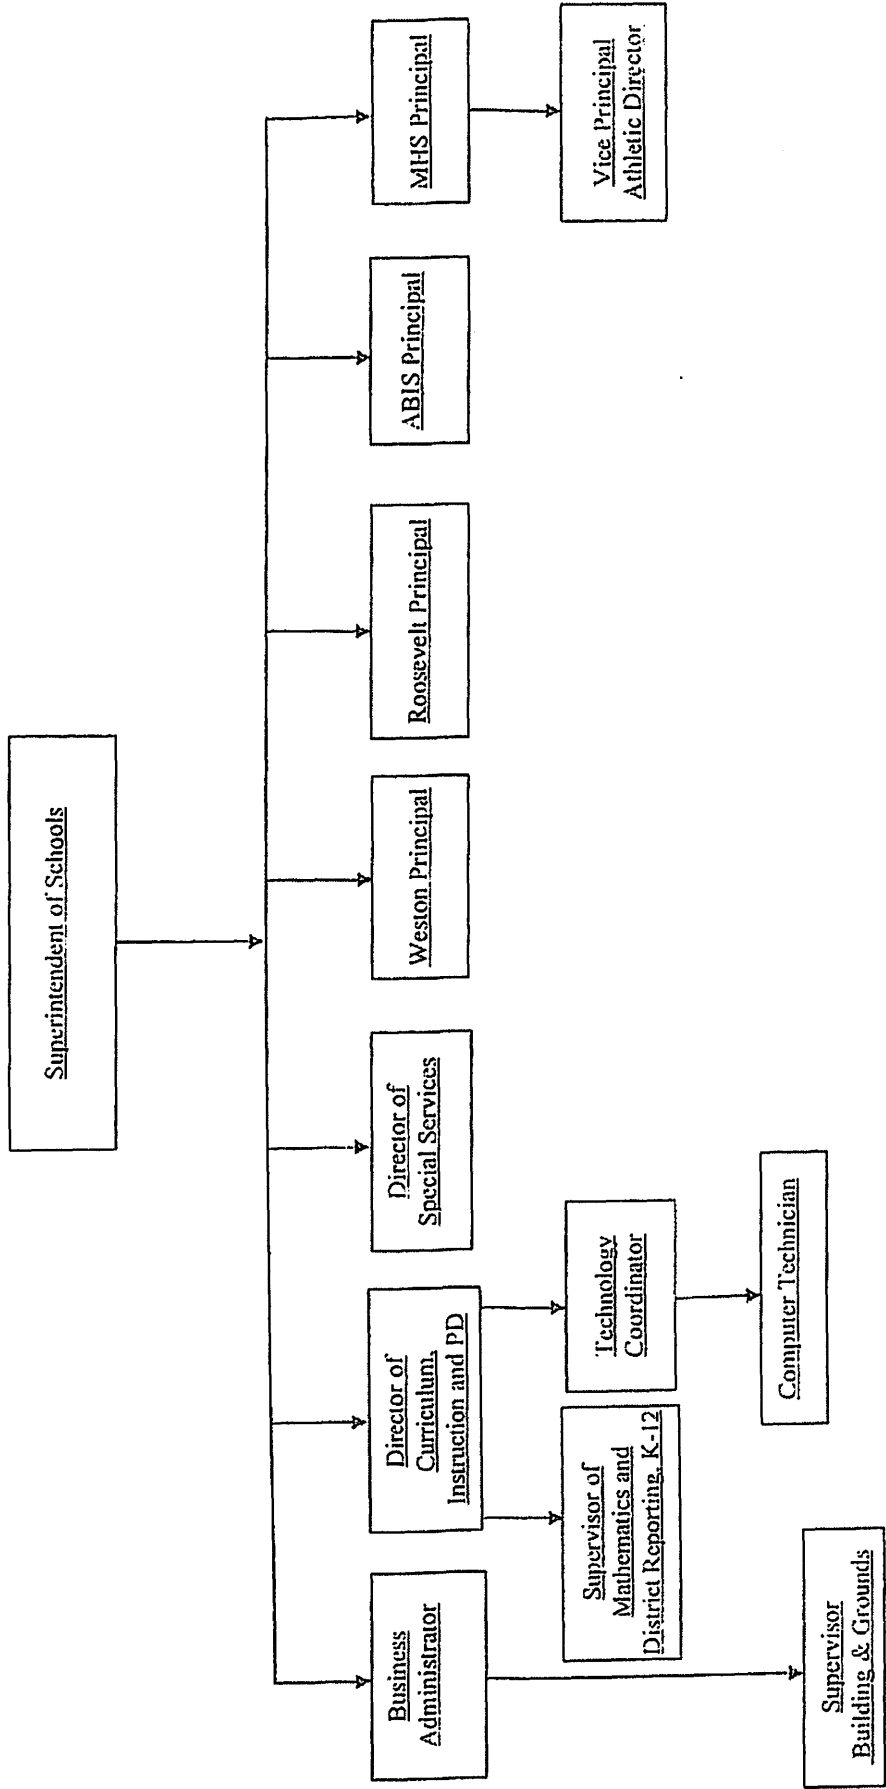 Superintendent of Schools
Business
Administrator
Director of
Curriculum,
Instruction and PD
Director of
Special Services
Weston Principal
Roosevelt Principal
ABIS Principal
MHS Principal
Supervisor of
Mathematics and
District Reporting, K-12
Technology
Coordinator
Vice Principal
Athletic Director
Computer Technician
Supervisor
Building & Grounds